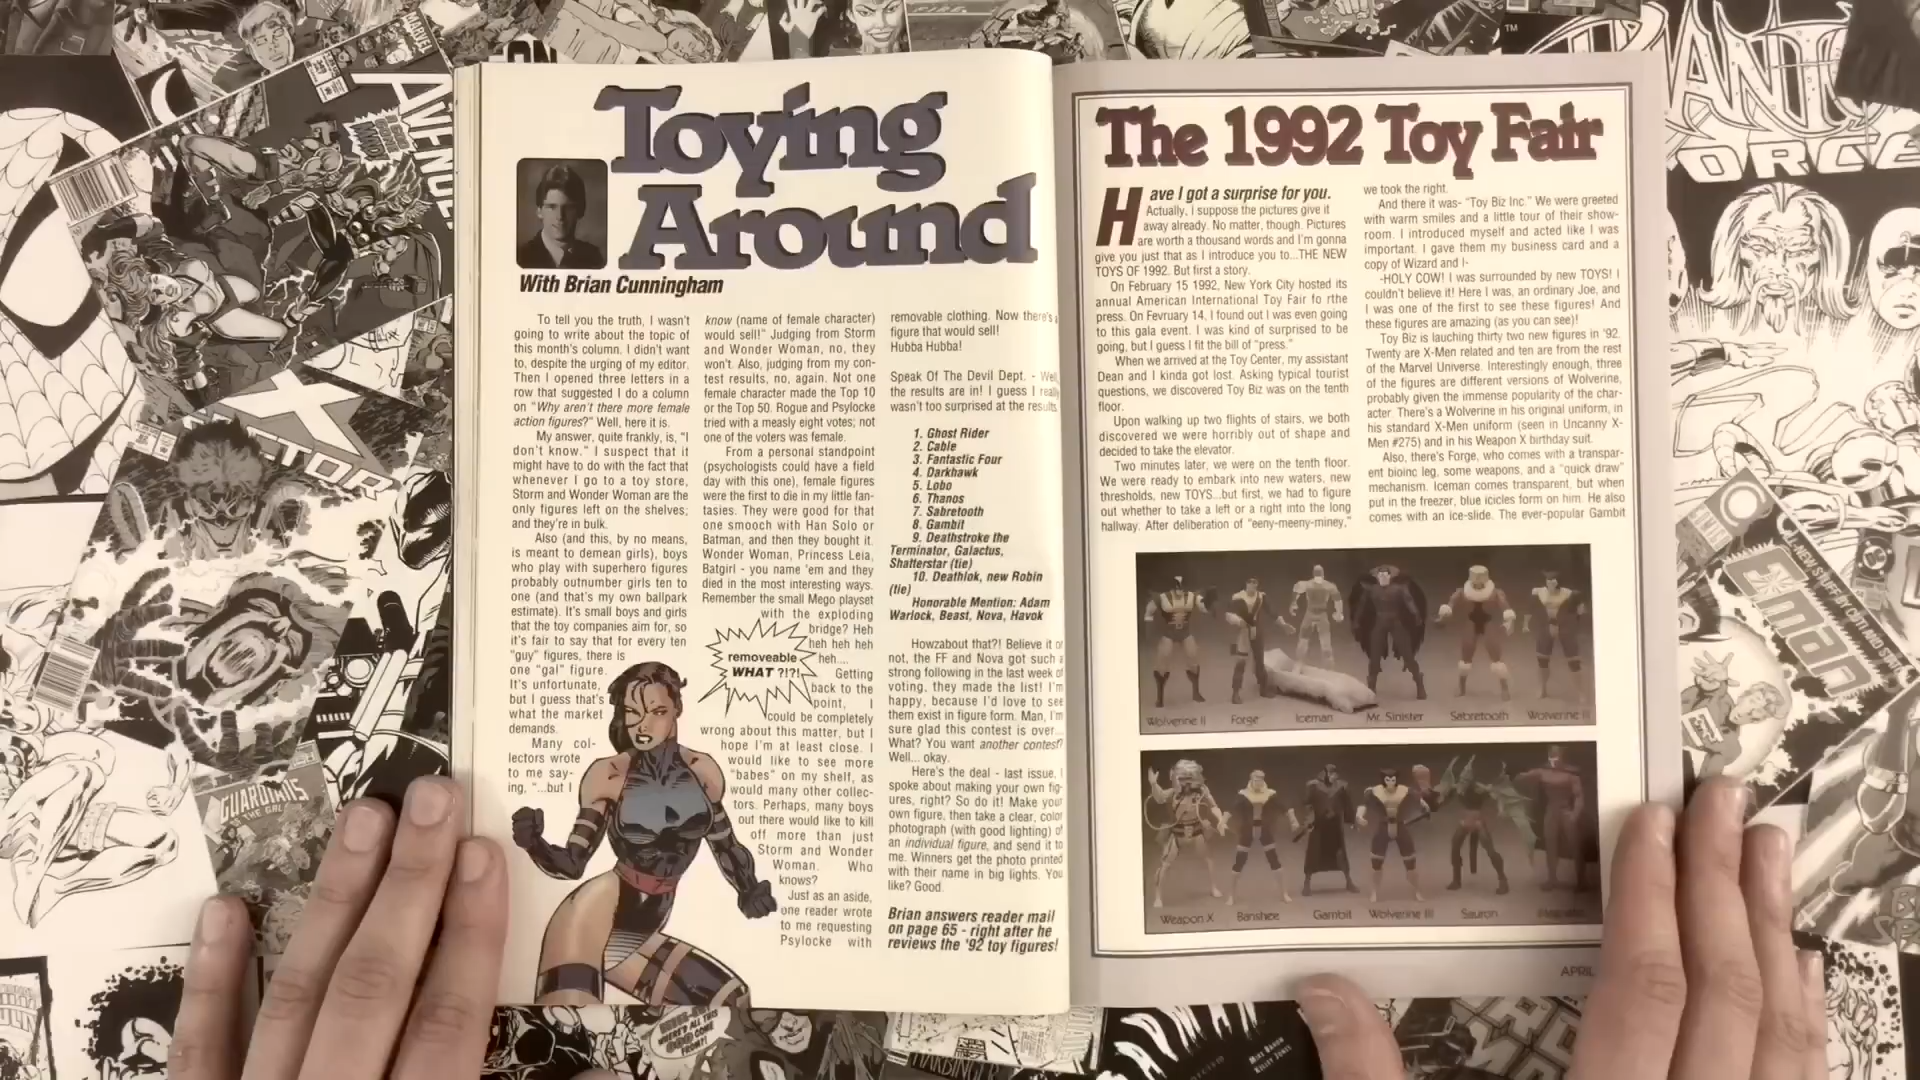 Toying
Around
With Brian Cunningham
To tell you the truth, I wasn't
going to write about the topic of
this month's column. I didn't want
to, despite the urging of my editor.
Then I opened three letters in a
row that suggested I do a column
on "Why aren't there more female
action figures?" Well, here it is.
My answer, quite frankly, is, "I
don't know." I suspect that it
might have to do with the fact that
whenever I go to a toy store,
Storm and Wonder Woman are the
only figures left on the shelves;
and they're in bulk.
Also (and this, by no means,
is meant to demean girls), boys
who play with superhero figures
probably outnumber girls ten to
one (and that's my own ballpark
estimate). It's small boys and girls
that the toy companies aim for, so
it's fair to say that for every ten
"guy" figures, there is
one "gal" figure.
It's unfortunate,
but I guess that's
what the market
demands.
Many col-
lectors wrote
to me say-
ing, "...but I
know (name of female character)
would sell!" Judging from Storm
and Wonder Woman, no, they
won't. Also, judging from my con-
test results, no, again. Not one
female character made the Top 10
or the Top 50. Rogue and Psylocke
tried with a measly eight votes; not
one of the voters was female.
From a personal standpoint
(psychologists could have a field
day with this one), female figures
were the first to die in my little fan-
tasies. They were good for that
one smooch with Han Solo or
Batman, and then they bought it.
Wonder Woman, Princess Leia,
Batgirl - you name 'em and they
died in the most interesting ways.
Remember the small Mego playset
with the exploding
bridge? Heh
heh heh heh
heh....
Getting
back to the
point, I
could be completely
wrong about this matter, but I
hope I'm at least close. I
would like to see more
"babes" on my shelf, as
would many other collec-
tors. Perhaps, many boys
out there would like to kill
off more than just
Storm and Wonder
Woman. Who
knows?
Just as an aside,
one reader wrote
to me requesting
Psylocke with
removeable
WHAT ?!?!
removable clothing. Now there's a
figure that would sell!
Hubba Hubba!
Speak Of The Devil Dept. - Well,
the results are in! I guess I really
wasn't too surprised at the results.
1. Ghost Rider
2. Cable
3. Fantastic Four
4. Darkhawk
5. Lobo
6. Thanos
7. Sabretooth
8. Gambit
9. Deathstroke the
Terminator, Galactus,
Shatterstar (tie)
10. Deathlok, new Robin
(tie)
Honorable Mention: Adam
Warlock, Beast, Nova, Havok
Howzabout that?! Believe it or
not, the FF and Nova got such a
strong following in the last week of
voting, they made the list! I'm
happy, because I'd love to see
them exist in figure form. Man, I'm
sure glad this contest is over...
What? You want another contest?
Well... okay.
Here's the deal - last issue, I
spoke about making your own fig-
ures, right? So do it! Make your
own figure, then take a clear, color
photograph (with good lighting) of
an individual figure, and send it to
me. Winners get the photo printed
with their name in big lights. You
like? Good.
Brian answers reader mail
on page 65 - right after he
reviews the '92 toy figures!
The 1992 Toy Fair
Have I got a surprise for you.
Actually, I suppose the pictures give it
away already. No matter, though. Pictures
are worth a thousand words and I'm gonna
give you just that as I introduce you to...THE NEW
TOYS OF 1992. But first a story.
On February 15 1992, New York City hosted its
annual American International Toy Fair fo rthe
press. On Fevruary 14, I found out I was even going
to this gala event. I was kind of surprised to be
going, but I guess I fit the bill of "press."
When we arrived at the Toy Center, my assistant
Dean and I kinda got lost. Asking typical tourist
questions, we discovered Toy Biz was on the tenth
floor.
Upon walking up two flights of stairs, we both
discovered we were horribly out of shape and
decided to take the elevator.
Two minutes later, we were on the tenth floor.
We were ready to embark into new waters, new
thresholds, new TOYS...but first, we had to figure
out whether to take a left or a right into the long
hallway. After deliberation of "eeny-meeny-miney,"
we took the right.
And there it was- "Toy Biz Inc." We were greeted
with warm smiles and a little tour of their show-
room. I introduced myself and acted like I was
important. I gave them my business card and a
copy of Wizard and I-
-HOLY COW! I was surrounded by new TOYS! I
couldn't believe it! Here I was, an ordinary Joe, and
I was one of the first to see these figures! And
these figures are amazing (as you can see)!
Toy Biz is lauching thirty two new figures in '92.
Twenty are X-Men related and ten are from the rest
of the Marvel Universe. Interestingly enough, three
of the figures are different versions of Wolverine,
probably given the immense popularity of the char-
acter. There's a Wolverine in his original uniform, in
his standard X-Men uniform (seen in Uncanny X-
Men #275) and in his Weapon X birthday suit.
Also, there's Forge, who comes with a transpar-
ent bioinc leg, some weapons, and a "quick draw"
mechanism. Iceman comes transparent, but when
put in the freezer, blue icicles form on him. He also
comes with an ice-slide. The ever-popular Gambit
Wolverine II Forge Iceman Mr. Sinister Sabretooth Wolverine
Weapon X Banshee Gambit Wolverine III Sauron Magneto
APRIL
AVENGE
MARVEL
X
FACTOR
GUARDIANS
OF THE GALAXY
ORCE
E-man
HARBINGER